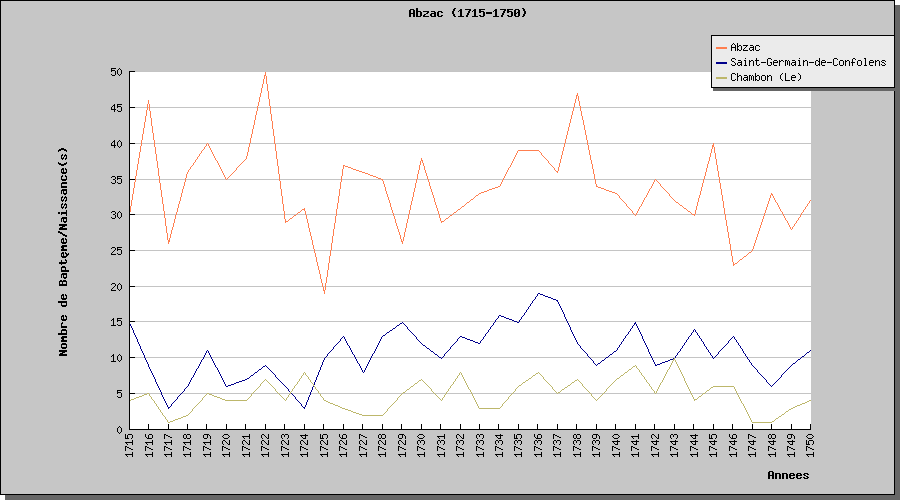 Abzac (1715-1750)
Abzac
Saint-Germain-de-Confolens
Chambon (Le)
Nombre de Baptęme/Naissance(s)
50
45
40
35
30
25
20
15
10
5
0
1715 1716 1717 1718 1719 1720 1721 1722 1723 1724 1725 1726 1727 1728 1729 1730 1731 1732 1733 1734 1735 1736 1737 1738 1739 1740 1741 1742 1743 1744 1745 1746 1747 1748 1749 1750
Annees